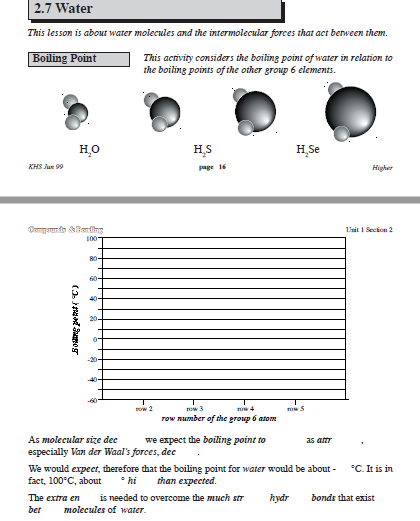 2.7 Water
This lesson is about water molecules and the intermolecular forces that act between them.
Boiling Point
This activity considers the boiling point of water in relation to
the boiling points of the other group 6 elements.
H2O H2S H2Se
KHS Jun 99 page 16 Higher
Compounds & Bonding Unit 1 Section 2
100
80
60
40
20
0
-20
-40
-60
Boiling point (°C)
row 2 row 3 row 4 row 5
row number of the group 6 atom
As molecular size dec we expect the boiling point to as attr ,
especially Van der Waal's forces, dec .
We would expect, therefore that the boiling point for water would be about - °C. It is in
fact, 100°C, about ° hi than expected.
The extra en is needed to overcome the much str hydr bonds that exist
bet molecules of water.